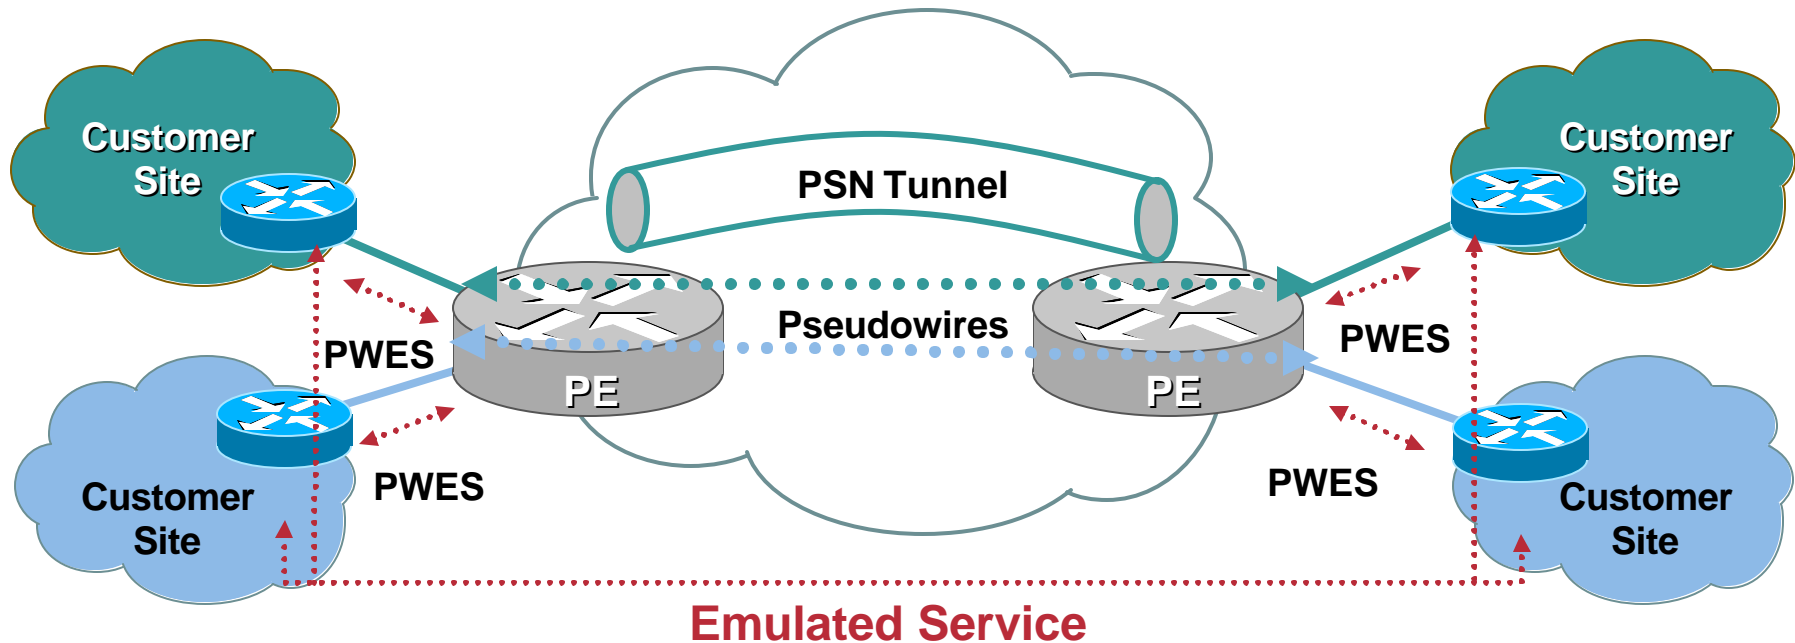 Customer
Site
Customer
Site
PSN Tunnel
Pseudowires
PWES
PWES
PE
PE
PWES
PWES
Customer
Site
Customer
Site
Emulated Service